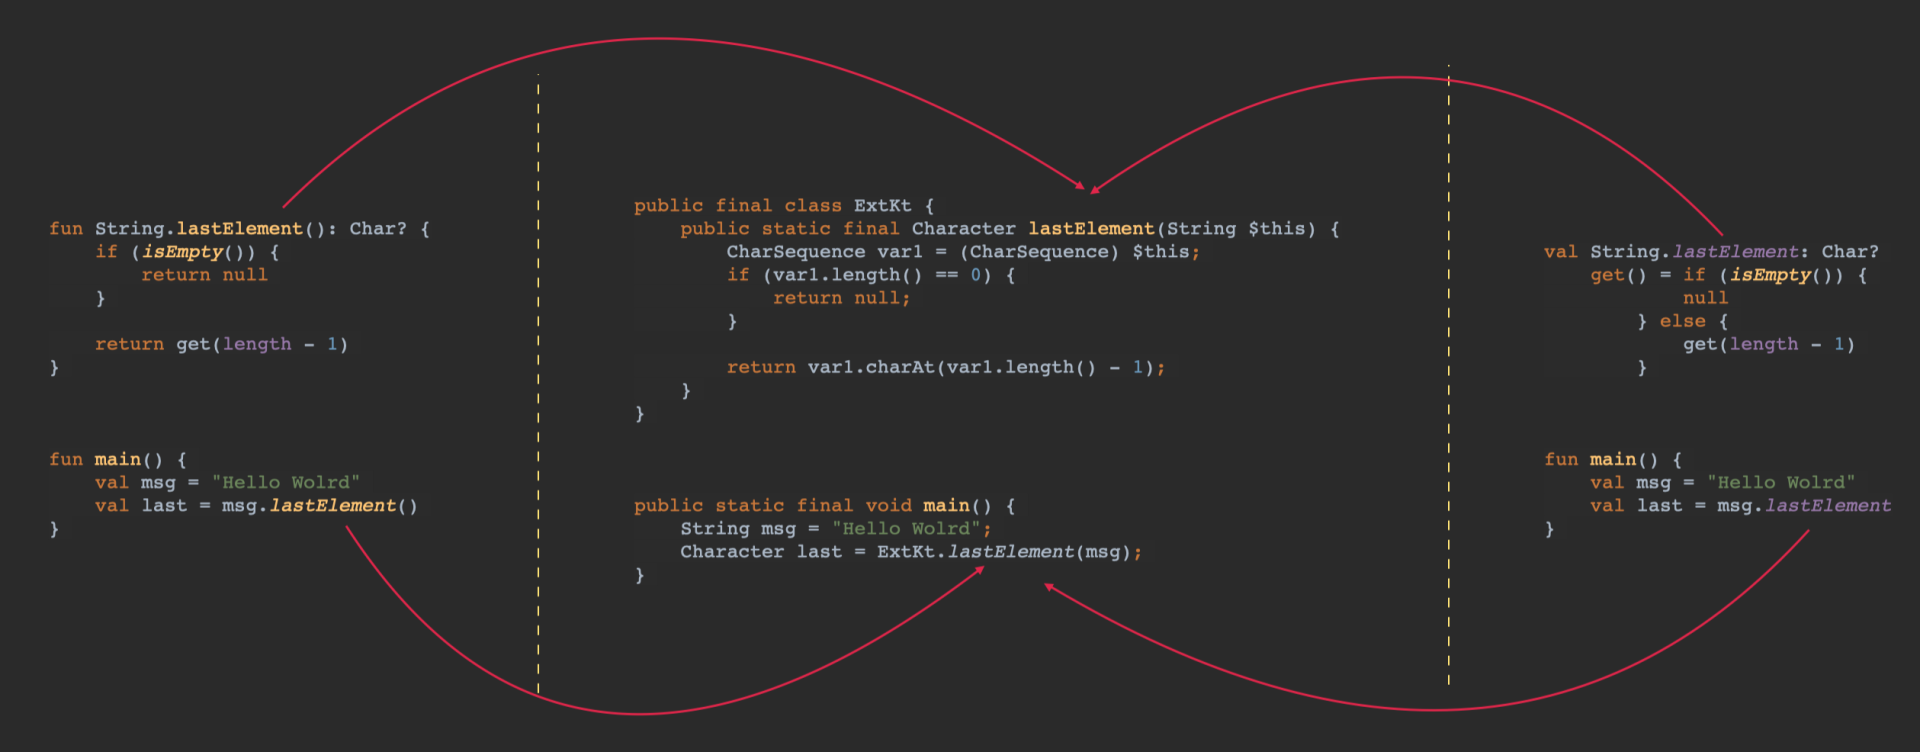 fun String.lastElement(): Char? {
    if (isEmpty()) {
        return null
    }

    return get(length - 1)
}

fun main() {
    val msg = "Hello Wolrd"
    val last = msg.lastElement()
}

public final class ExtKt {
    public static final Character lastElement(String $this) {
        CharSequence var1 = (CharSequence) $this;
        if (var1.length() == 0) {
            return null;
        }

        return var1.charAt(var1.length() - 1);
    }
}

public static final void main() {
    String msg = "Hello Wolrd";
    Character last = ExtKt.lastElement(msg);
}

val String.lastElement: Char?
    get() = if (isEmpty()) {
            null
        } else {
            get(length - 1)
        }

fun main() {
    val msg = "Hello Wolrd"
    val last = msg.lastElement
}